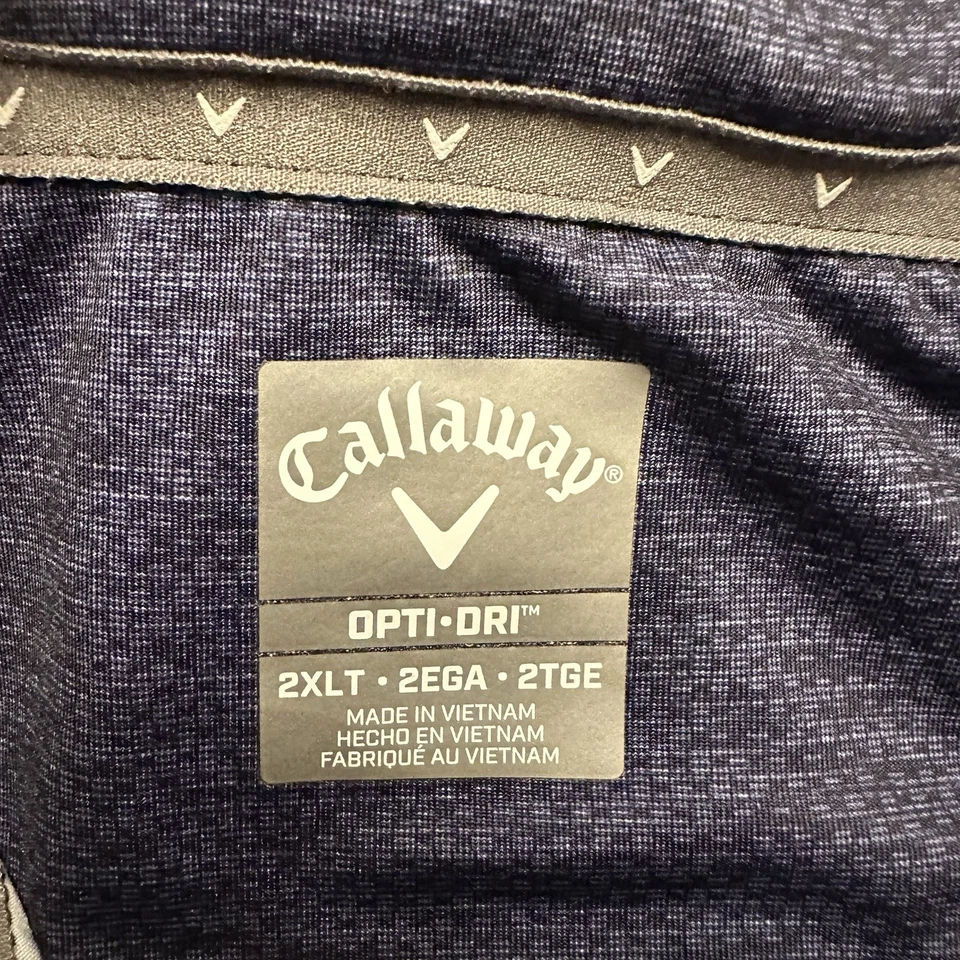 Callaway®
OPTI•DRI™
2XLT • 2EGA • 2TGE
MADE IN VIETNAM
HECHO EN VIETNAM
FABRIQUÉ AU VIETNAM